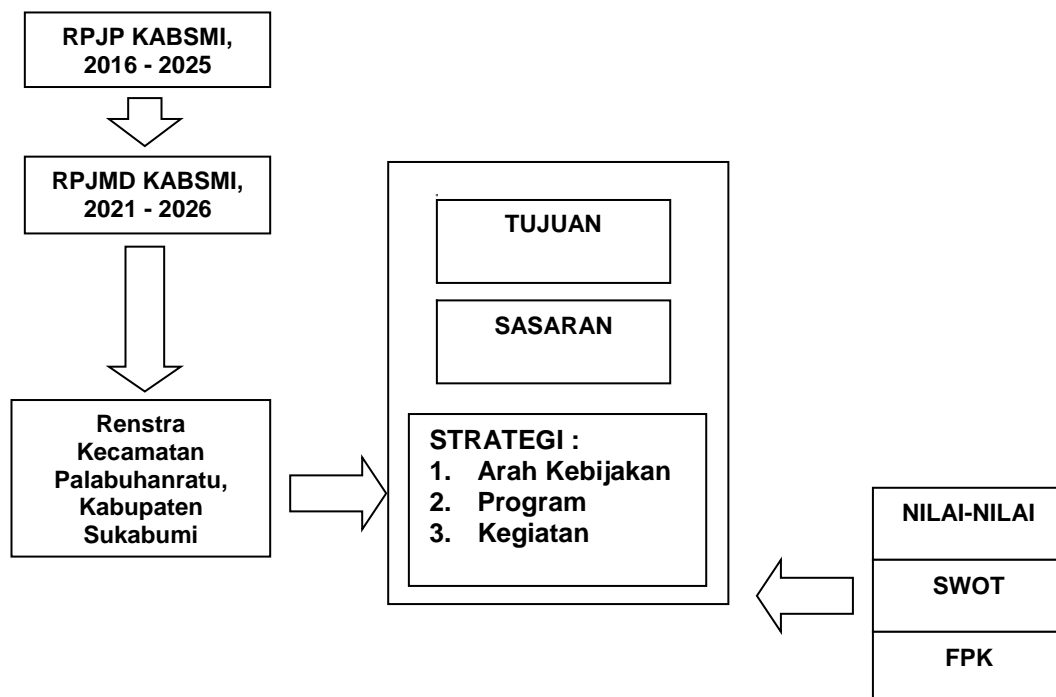 RPJP KABSMI,
2016 - 2025
RPJMD KABSMI,
2021 - 2026
Renstra
Kecamatan
Palabuhanratu,
Kabupaten
Sukabumi
TUJUAN
SASARAN
STRATEGI :
1. Arah Kebijakan
2. Program
3. Kegiatan
NILAI-NILAI
SWOT
FPK